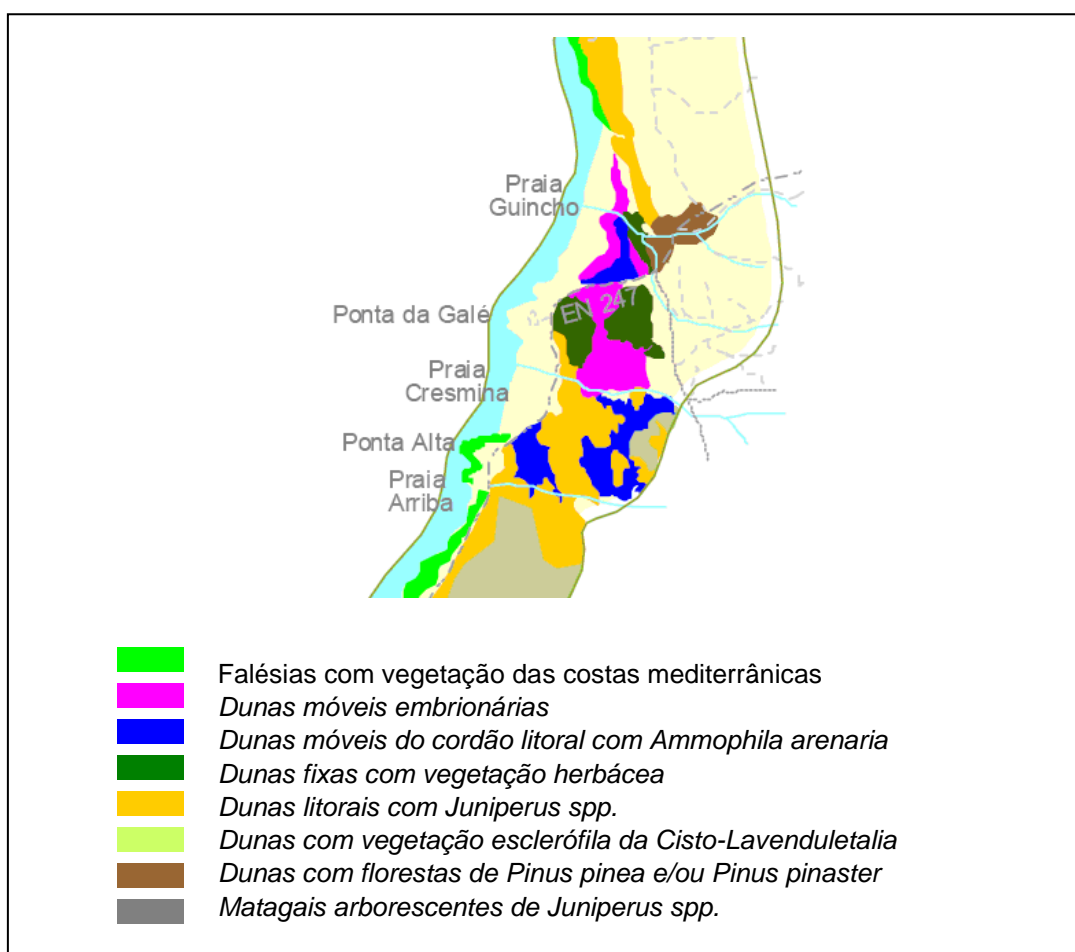 Praia
Guincho
Ponta da Galé
EN 247
Praia
Cresmina
Ponta Alta
Praia
Arriba
Falésias com vegetação das costas mediterrânicas
Dunas móveis embrionárias
Dunas móveis do cordão litoral com Ammophila arenaria
Dunas fixas com vegetação herbácea
Dunas litorais com Juniperus spp.
Dunas com vegetação esclerófila da Cisto-Lavenduletalia
Dunas com florestas de Pinus pinea e/ou Pinus pinaster
Matagais arborescentes de Juniperus spp.